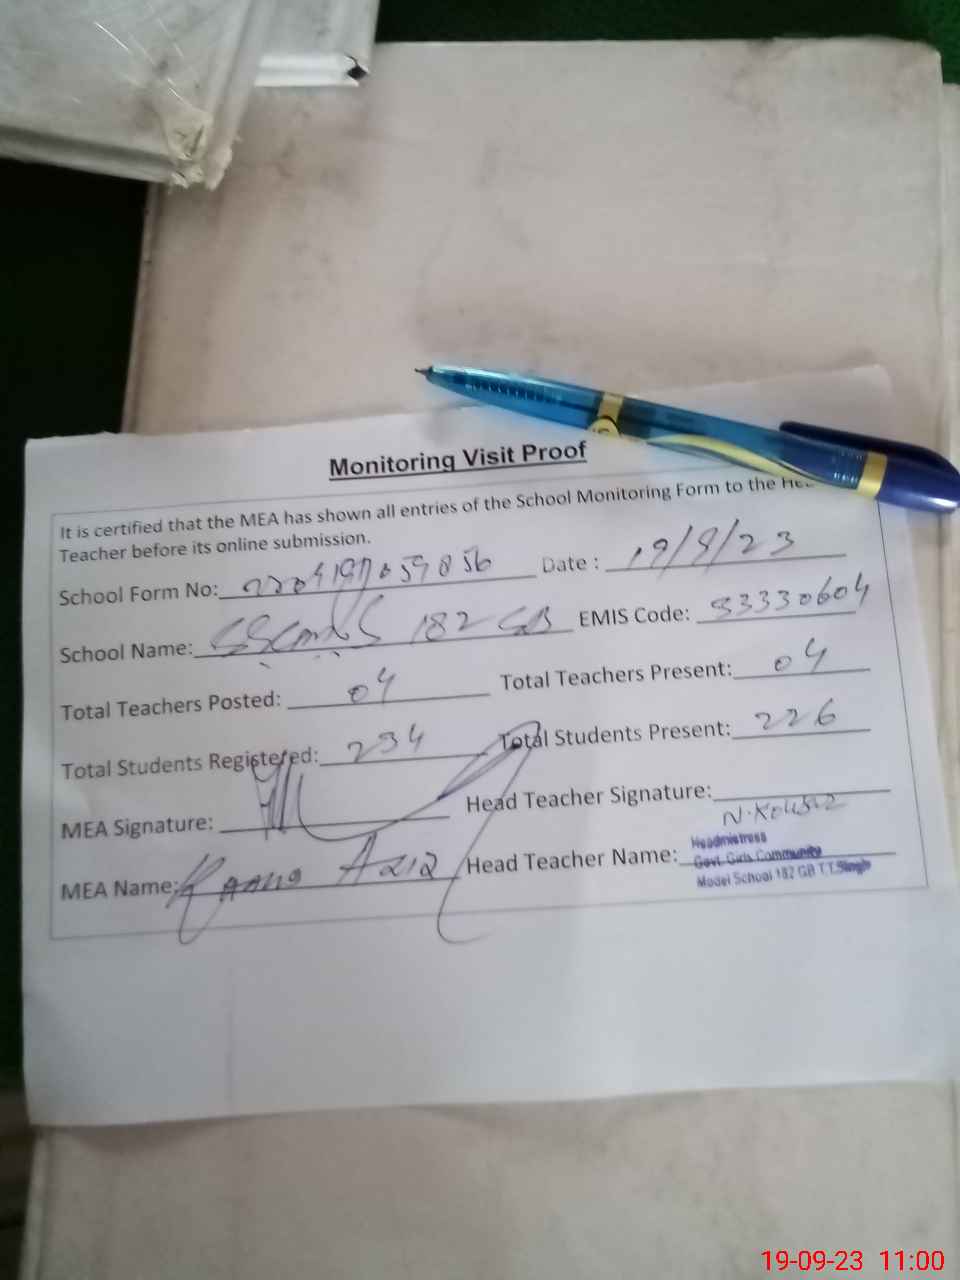 Monitoring Visit Proof
It is certified that the MEA has shown all entries of the School Monitoring Form to the He
Teacher before its online submission.
School Form No: Date : 19/9/23
School Name: 182 GB EMIS Code: 33330604
Total Teachers Posted: 04 Total Teachers Present: 04
Total Students Registered: 234 Total Students Present: 226
MEA Signature: Head Teacher Signature: N.Kousar
MEA Name: Head Teacher Name:
Headmistress
Govt. Girls Community
Model School 182 GB T.T.Singh
19-09-23 11:00